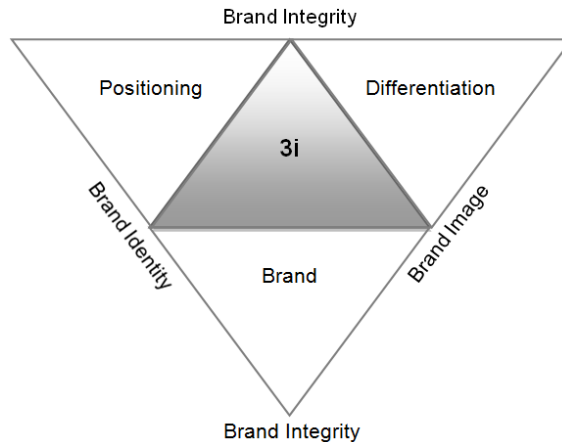 Brand Integrity
Positioning
Differentiation
3i
Brand Identity
Brand Image
Brand
Brand Integrity